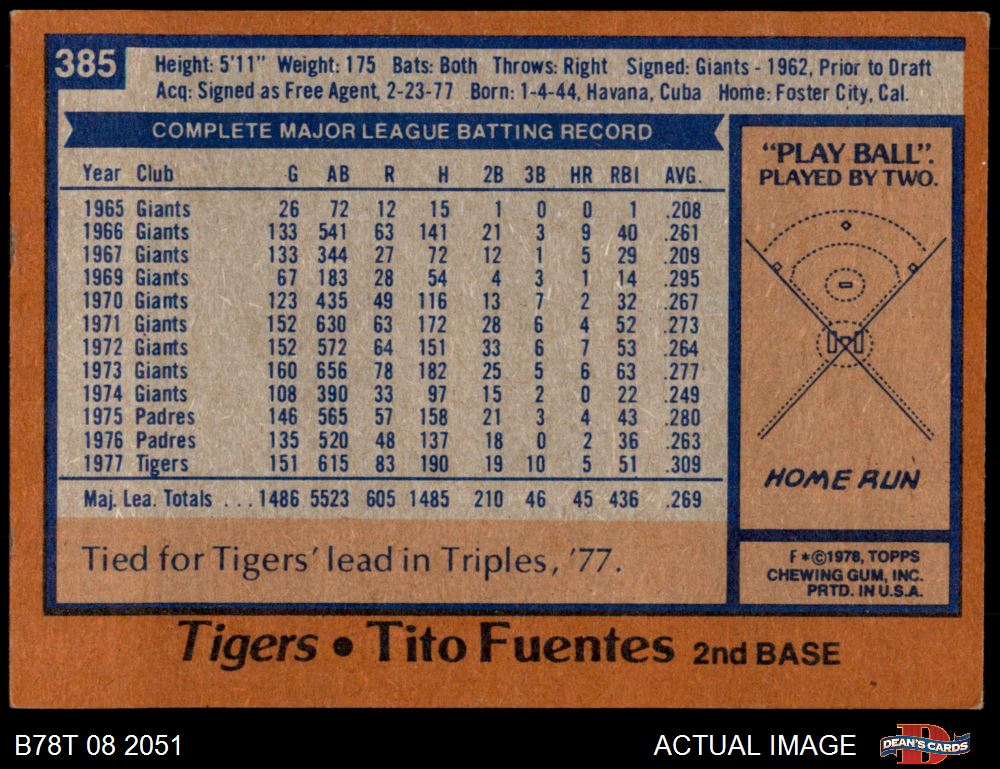 385
Height: 5'11" Weight: 175 Bats: Both Throws: Right Signed: Giants - 1962, Prior to Draft
Acq: Signed as Free Agent, 2-23-77 Born: 1-4-44, Havana, Cuba Home: Foster City, Cal.
COMPLETE MAJOR LEAGUE BATTING RECORD
Year Club G AB R H 2B 3B HR RBI AVG.
1965 Giants 26 72 12 15 1 0 0 1 .208
1966 Giants 133 541 63 141 21 3 9 40 .261
1967 Giants 133 344 27 72 12 1 5 29 .209
1969 Giants 67 183 28 54 4 3 1 14 .295
1970 Giants 123 435 49 116 13 7 2 32 .267
1971 Giants 152 630 63 172 28 6 4 52 .273
1972 Giants 152 572 64 151 33 6 7 53 .264
1973 Giants 160 656 78 182 25 5 6 63 .277
1974 Giants 108 390 33 97 15 2 0 22 .249
1975 Padres 146 565 57 158 21 3 4 43 .280
1976 Padres 135 520 48 137 18 0 2 36 .263
1977 Tigers 151 615 83 190 19 10 5 51 .309
Maj. Lea. Totals ... 1486 5523 605 1485 210 46 45 436 .269
Tied for Tigers' lead in Triples, '77.
"PLAY BALL".
PLAYED BY TWO.
HOME RUN
F*©1978, TOPPS
CHEWING GUM, INC.
PRTD. IN U.S.A.
Tigers • Tito Fuentes 2nd BASE
B78T 08 2051
ACTUAL IMAGE
DEAN'S CARDS